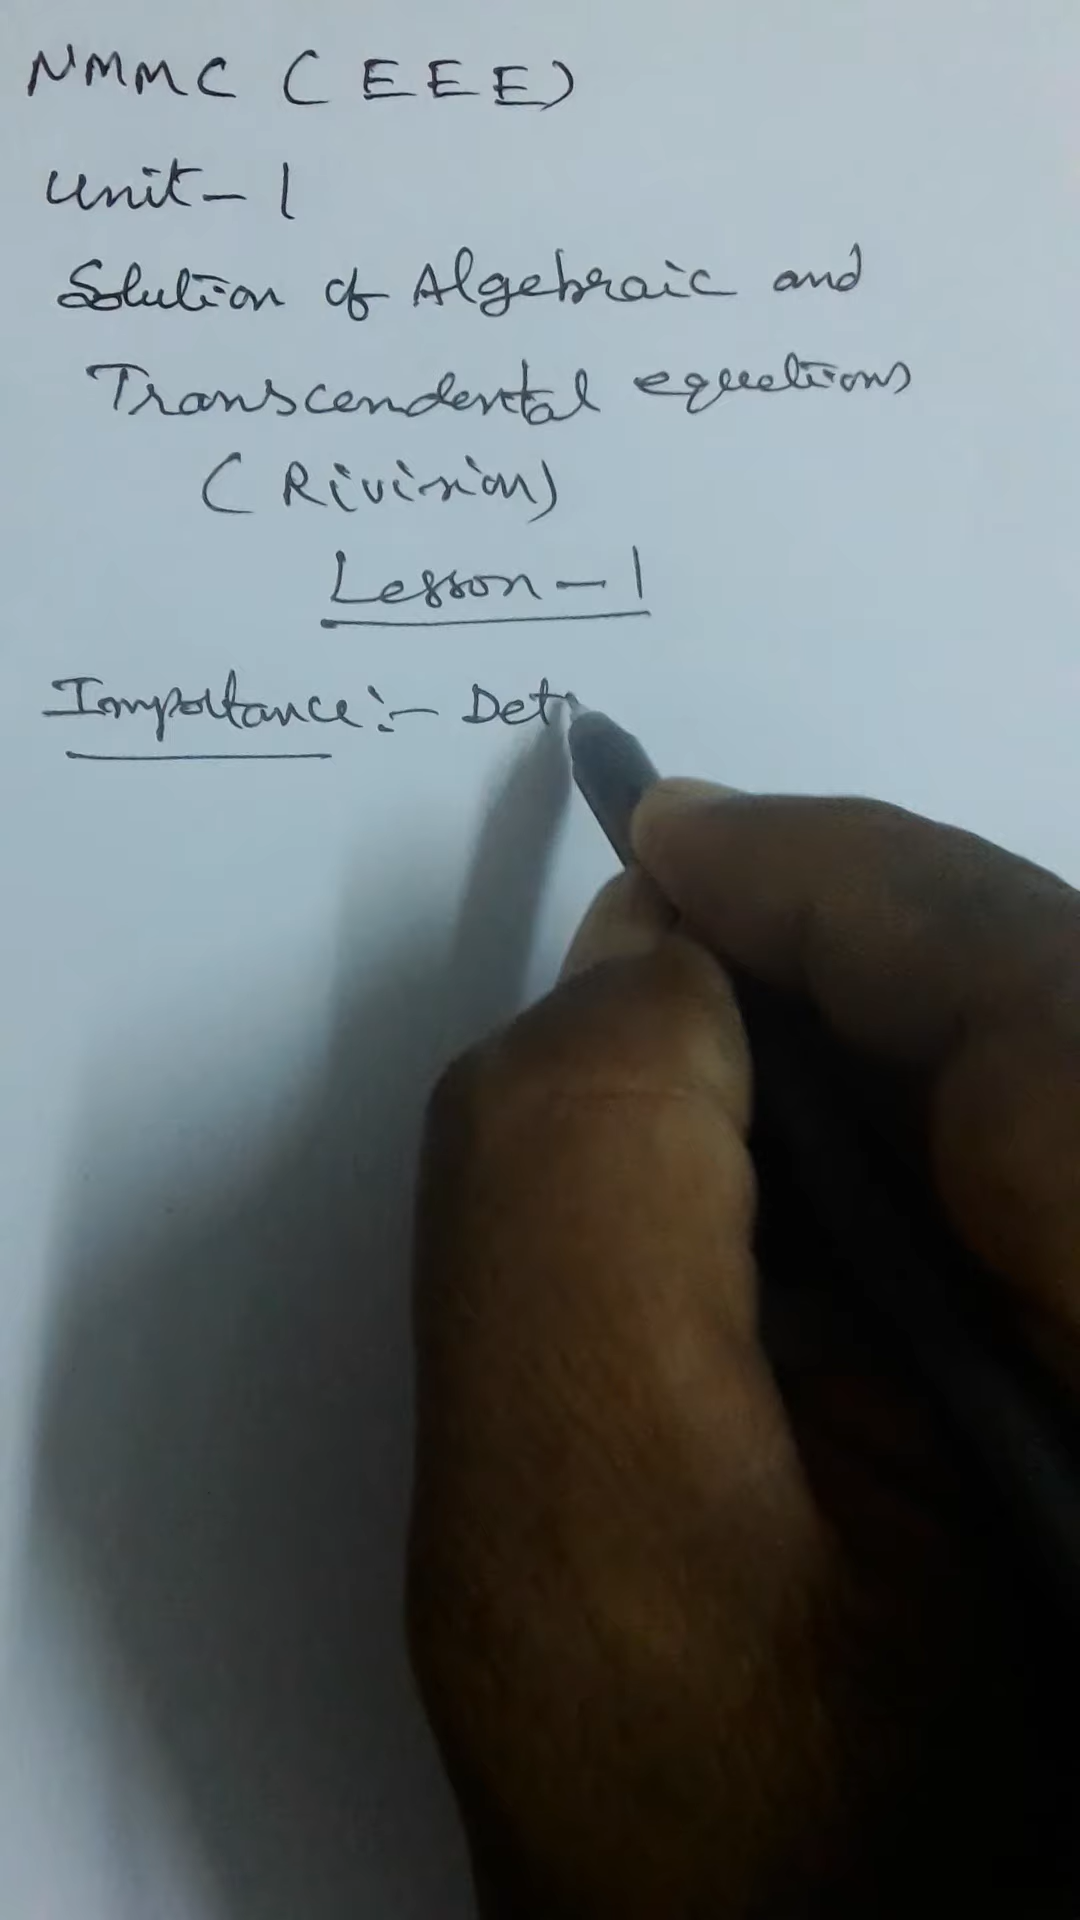 NMMC (EEE)
Unit-1
Solution of Algebraic and
Transcendental equations
(Rivision)
Lesson-1
Importance:- Det